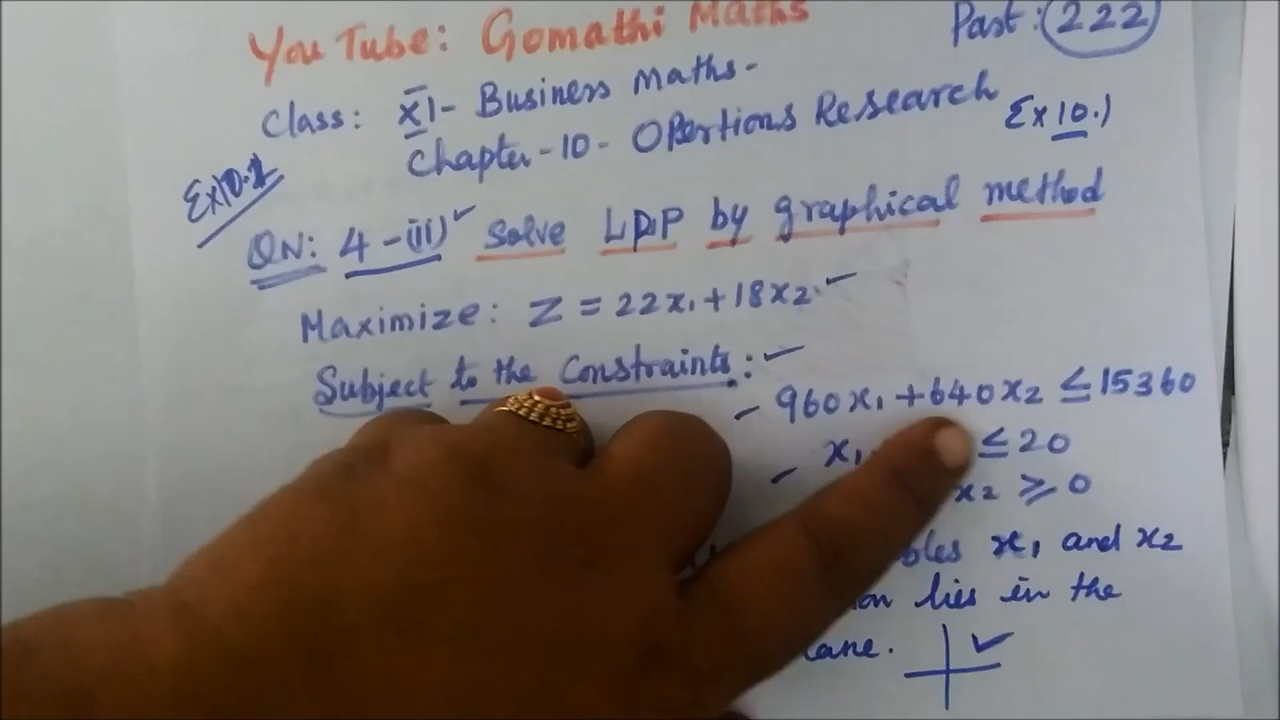 You Tube: Gomathi Maths
Part: 222
Class: XI - Business Maths -
Chapter - 10 - Opertions Research
Ex 10.1
Ex 10.1
QN: 4 - (ii) Solve LPP by graphical method
Maximize: Z = 22x₁ + 18x₂
Subject to the Constraints:
- 960x₁ + 640x₂ ≤ 15360
- x₁ ≤ 20
x₂ ≥ 0
x₁ and x₂
lies in the